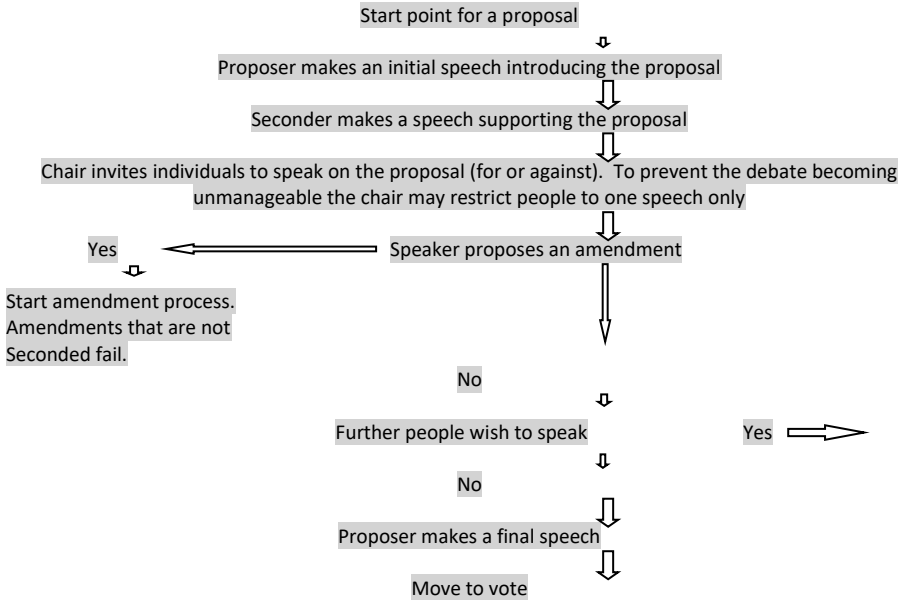 Start point for a proposal
Proposer makes an initial speech introducing the proposal
Seconder makes a speech supporting the proposal
Chair invites individuals to speak on the proposal (for or against).  To prevent the debate becoming
unmanageable the chair may restrict people to one speech only
Yes
Speaker proposes an amendment
Start amendment process.
Amendments that are not
Seconded fail.
No
Further people wish to speak
Yes
No
Proposer makes a final speech
Move to vote